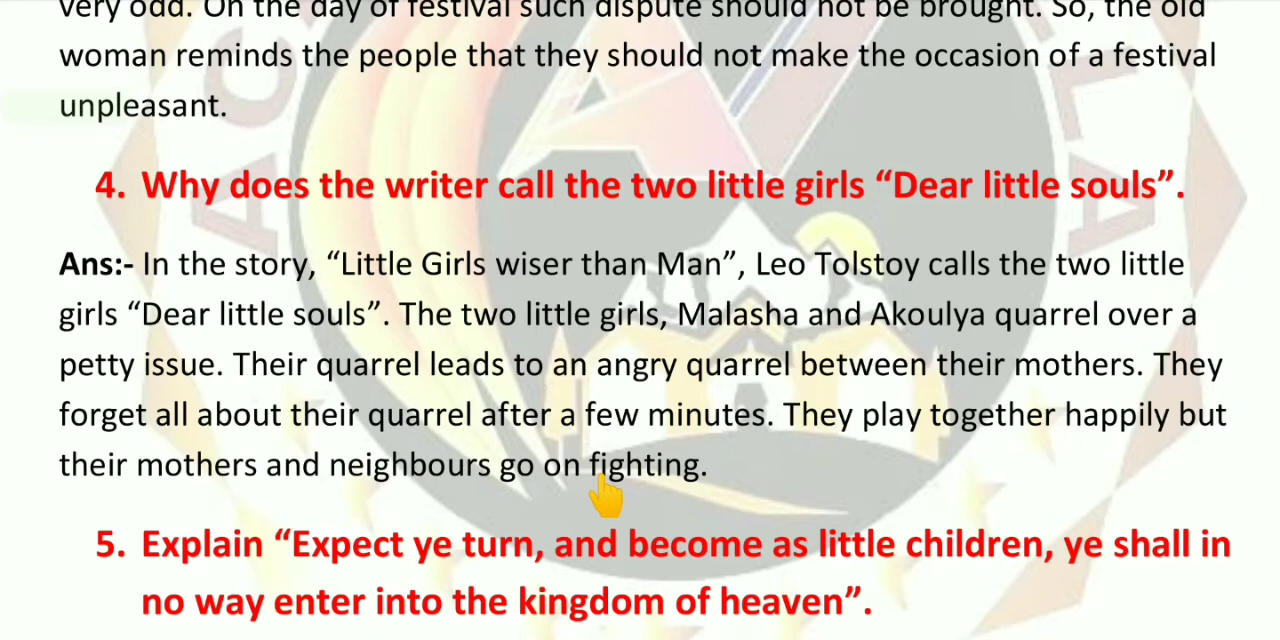 very odd. On the day of festival such dispute should not be brought. So, the old
woman reminds the people that they should not make the occasion of a festival
unpleasant.
4. Why does the writer call the two little girls “Dear little souls”.
Ans:- In the story, “Little Girls wiser than Man”, Leo Tolstoy calls the two little
girls “Dear little souls”. The two little girls, Malasha and Akoulya quarrel over a
petty issue. Their quarrel leads to an angry quarrel between their mothers. They
forget all about their quarrel after a few minutes. They play together happily but
their mothers and neighbours go on fighting.
5. Explain “Expect ye turn, and become as little children, ye shall in
no way enter into the kingdom of heaven”.